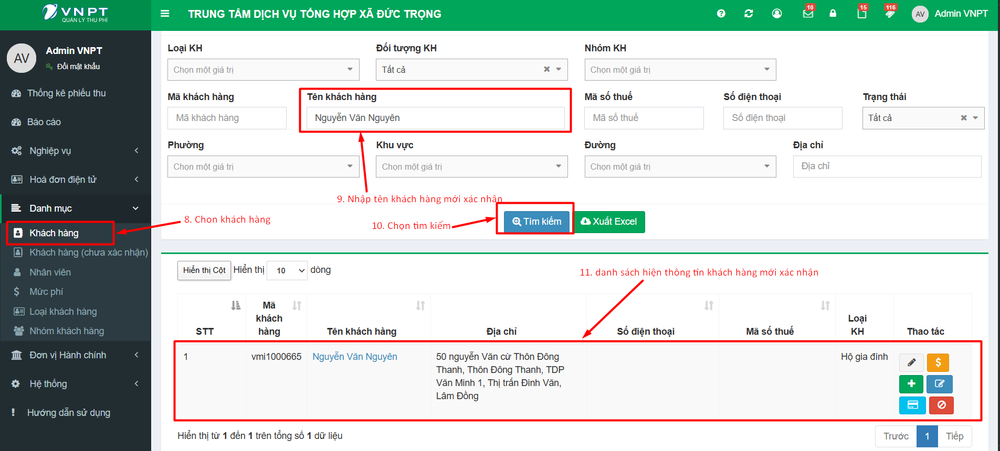 VNPT
QUẢN LÝ THU PHÍ
TRUNG TÂM DỊCH VỤ TỔNG HỢP XÃ ĐỨC TRỌNG
10
15
116
AV
Admin VNPT
AV
Admin VNPT
Đổi mật khẩu
Thống kê phiếu thu
Báo cáo
Nghiệp vụ
Hoá đơn điện tử
Danh mục
Khách hàng
Khách hàng (chưa xác nhận)
Nhân viên
Mức phí
Loại khách hàng
Nhóm khách hàng
Đơn vị Hành chính
Hệ thống
Hướng dẫn sử dụng
Loại KH
Đối tượng KH
Nhóm KH
Chọn một giá trị
Tất cả
Chọn một giá trị
Mã khách hàng
Tên khách hàng
Mã số thuế
Số điện thoại
Trạng thái
Mã khách hàng
Nguyễn Văn Nguyên
Mã số thuế
Số điện thoại
Tất cả
Phường
Khu vực
Đường
Địa chỉ
Chọn một giá trị
Chọn một giá trị
Chọn một giá trị
Địa chỉ
9. Nhập tên khách hàng mới xác nhận
8. Chon khách hàng
10. Chọn tìm kiếm
Tìm kiếm
Xuất Excel
Hiển thị Cột
Hiển thị
10
dòng
11. danh sách hiện thông tin khách hàng mới xác nhận
STT
Mã khách hàng
Tên khách hàng
Địa chỉ
Số điện thoại
Mã số thuế
Loại KH
Thao tác
1
vmi1000665
Nguyễn Văn Nguyên
50 nguyễn Văn cừ Thôn Đông
Thanh, Thôn Đông Thanh, TDP
Văn Minh 1, Thị trấn Đinh Văn,
Lâm Đồng
Hộ gia đình
Hiển thị từ 1 đến 1 trên tổng số 1 dữ liệu
Trước
1
Tiếp